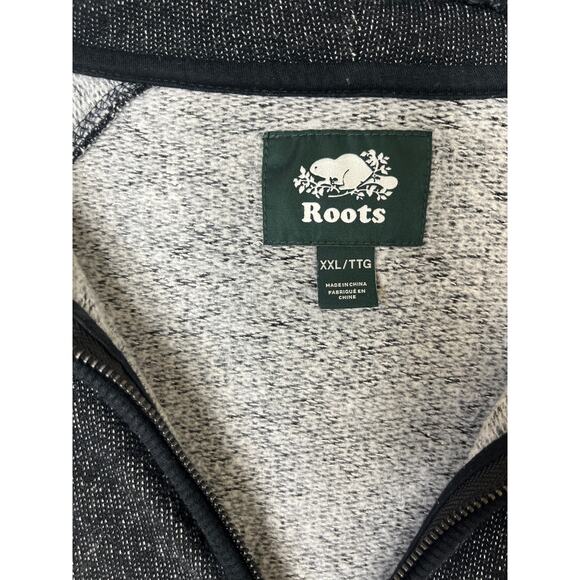 Roots
XXL/TTG
MADE IN CHINA
FABRIQUÉ EN
CHINE